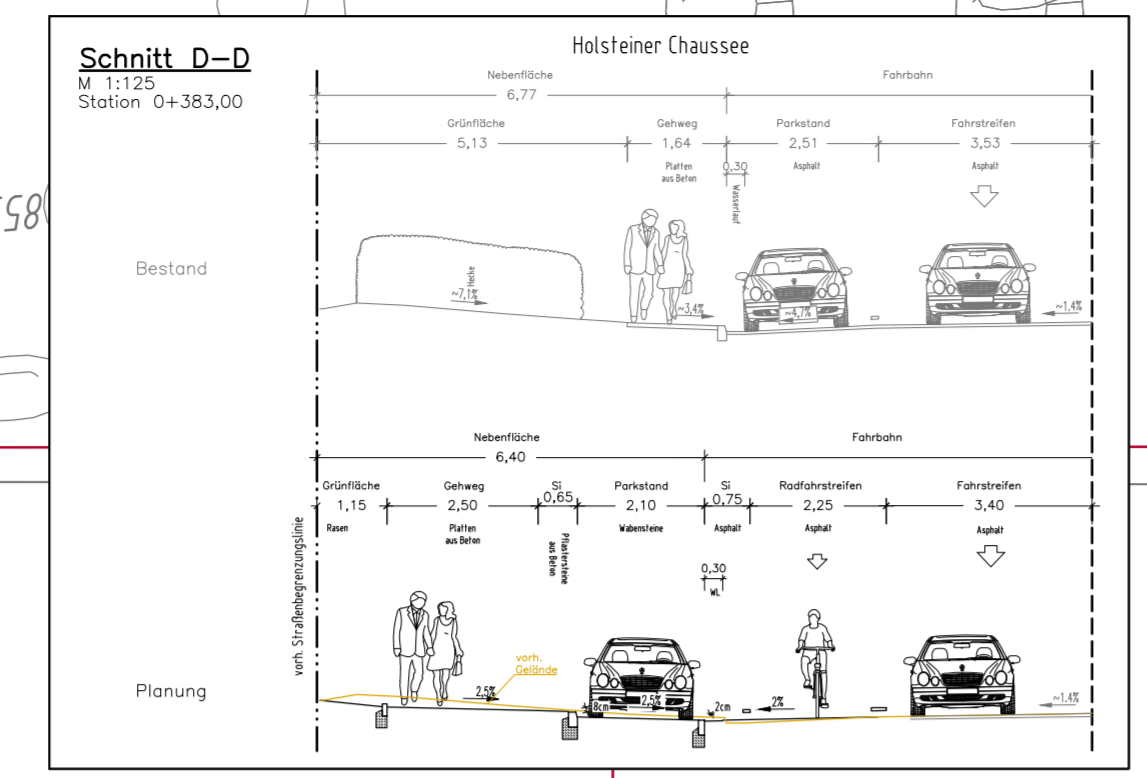 Schnitt D–D
M 1:125
Station 0+383,00
Holsteiner Chaussee
Nebenfläche
Fahrbahn
6,77
Grünfläche
Gehweg
Parkstand
Fahrstreifen
5,13
1,64
2,51
3,53
Platten
aus Beton
0,30
Asphalt
Asphalt
Wasserlauf
Bestand
Hecke
~7,1%
~3,4%
~4,7%
~1.4%
Nebenfläche
Fahrbahn
6,40
Grünfläche
Gehweg
Si
Parkstand
Si
Radfahrstreifen
Fahrstreifen
1,15
2,50
0,65
2,10
0,75
2,25
3,40
Rasen
Platten
aus Beton
Pflastersteine
aus Beton
Wabensteine
Asphalt
Asphalt
Asphalt
0,30
WL
vorh. Straßenbegrenzungslinie
vorh.
Gelände
Planung
2,5%
8cm
2,5%
2cm
2%
~1.4%